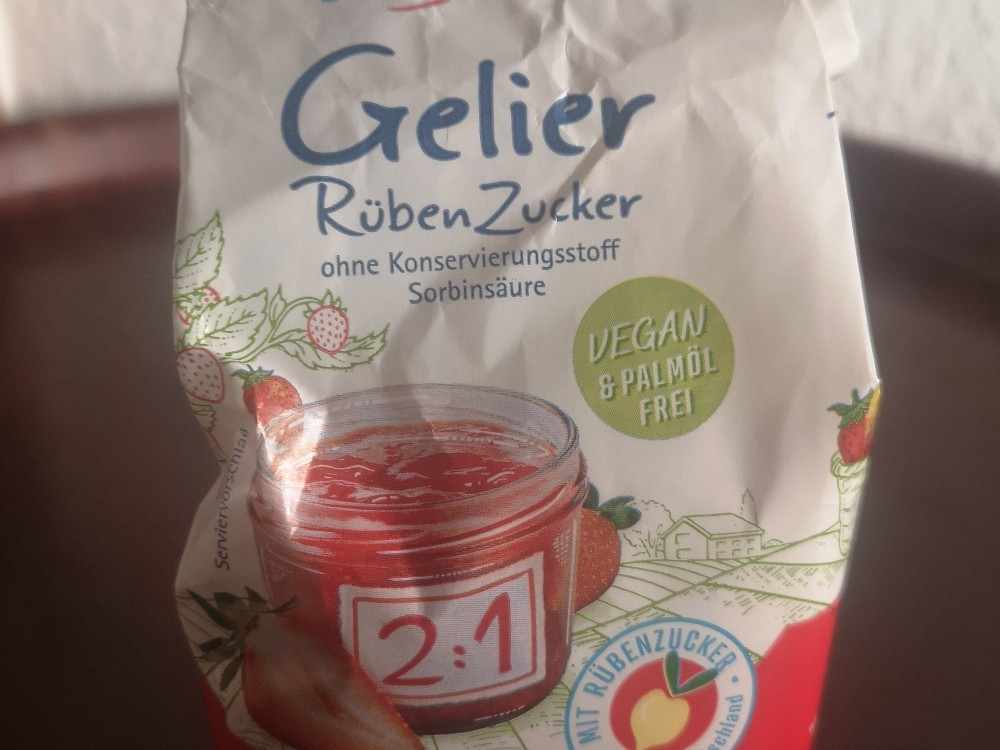 Gelier
RübenZucker
ohne Konservierungsstoff
Sorbinsäure
VEGAN
& PALMÖL
FREI
Serviervorschlag
2:1
MIT RÜBENZUCKER •